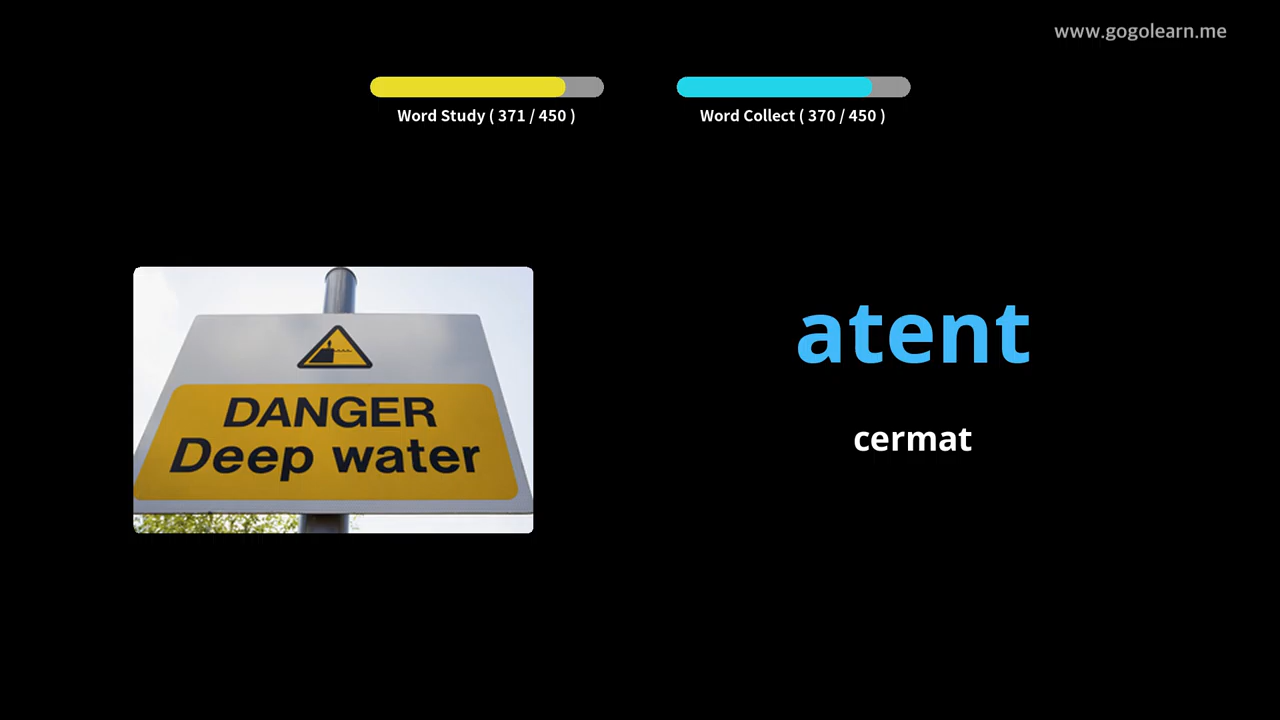 www.gogolearn.me
Word Study ( 371 / 450 )
Word Collect ( 370 / 450 )
DANGER
Deep water
atent
cermat